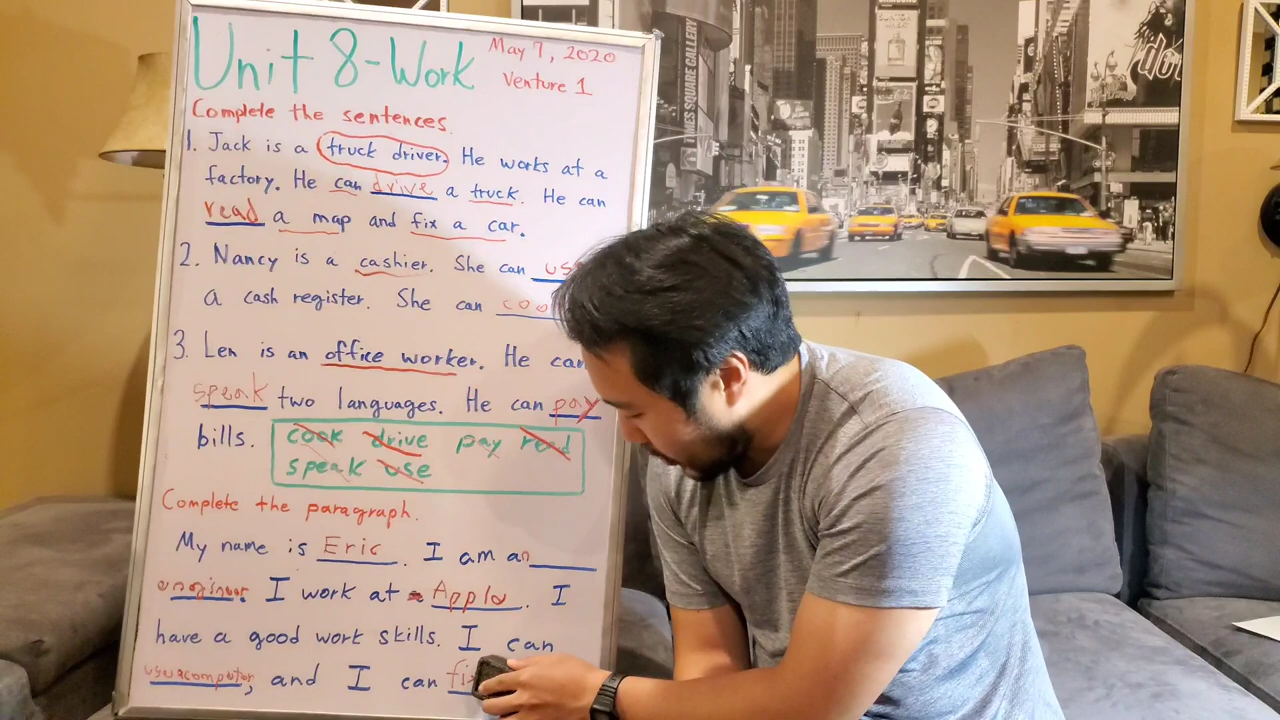 Unit 8-Work
May 7, 2020
Venture 1
Complete the sentences.
1. Jack is a truck driver. He works at a
factory. He can drive a truck. He can
read a map and fix a car.
2. Nancy is a cashier. She can us
a cash register. She can coo
3. Len is an office worker. He can
speak two languages. He can pay
bills.
cook drive pay read
speak use
Complete the paragraph.
My name is Eric. I am an
engineer. I work at Apple. I
have a good work skills. I can
use a computer, and I can fi
TIMES SQUARE GALLERY